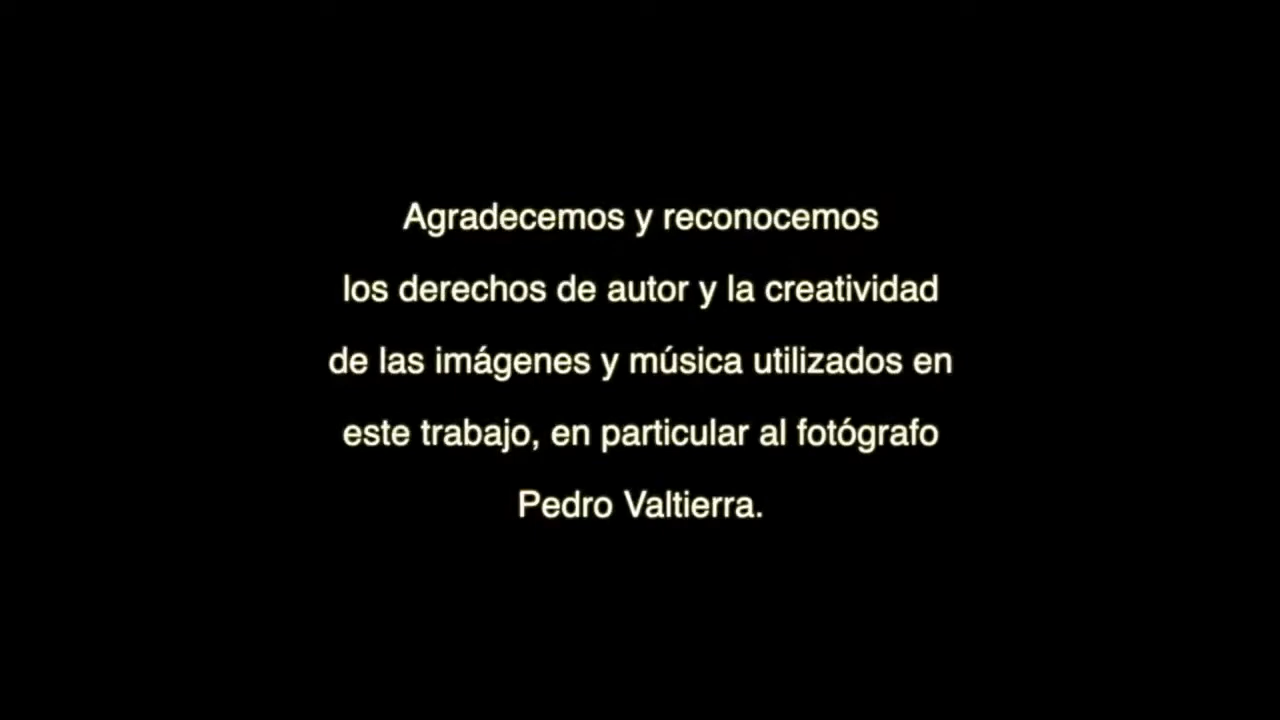 Agradecemos y reconocemos
los derechos de autor y la creatividad
de las imágenes y música utilizados en
este trabajo, en particular al fotógrafo
Pedro Valtierra.